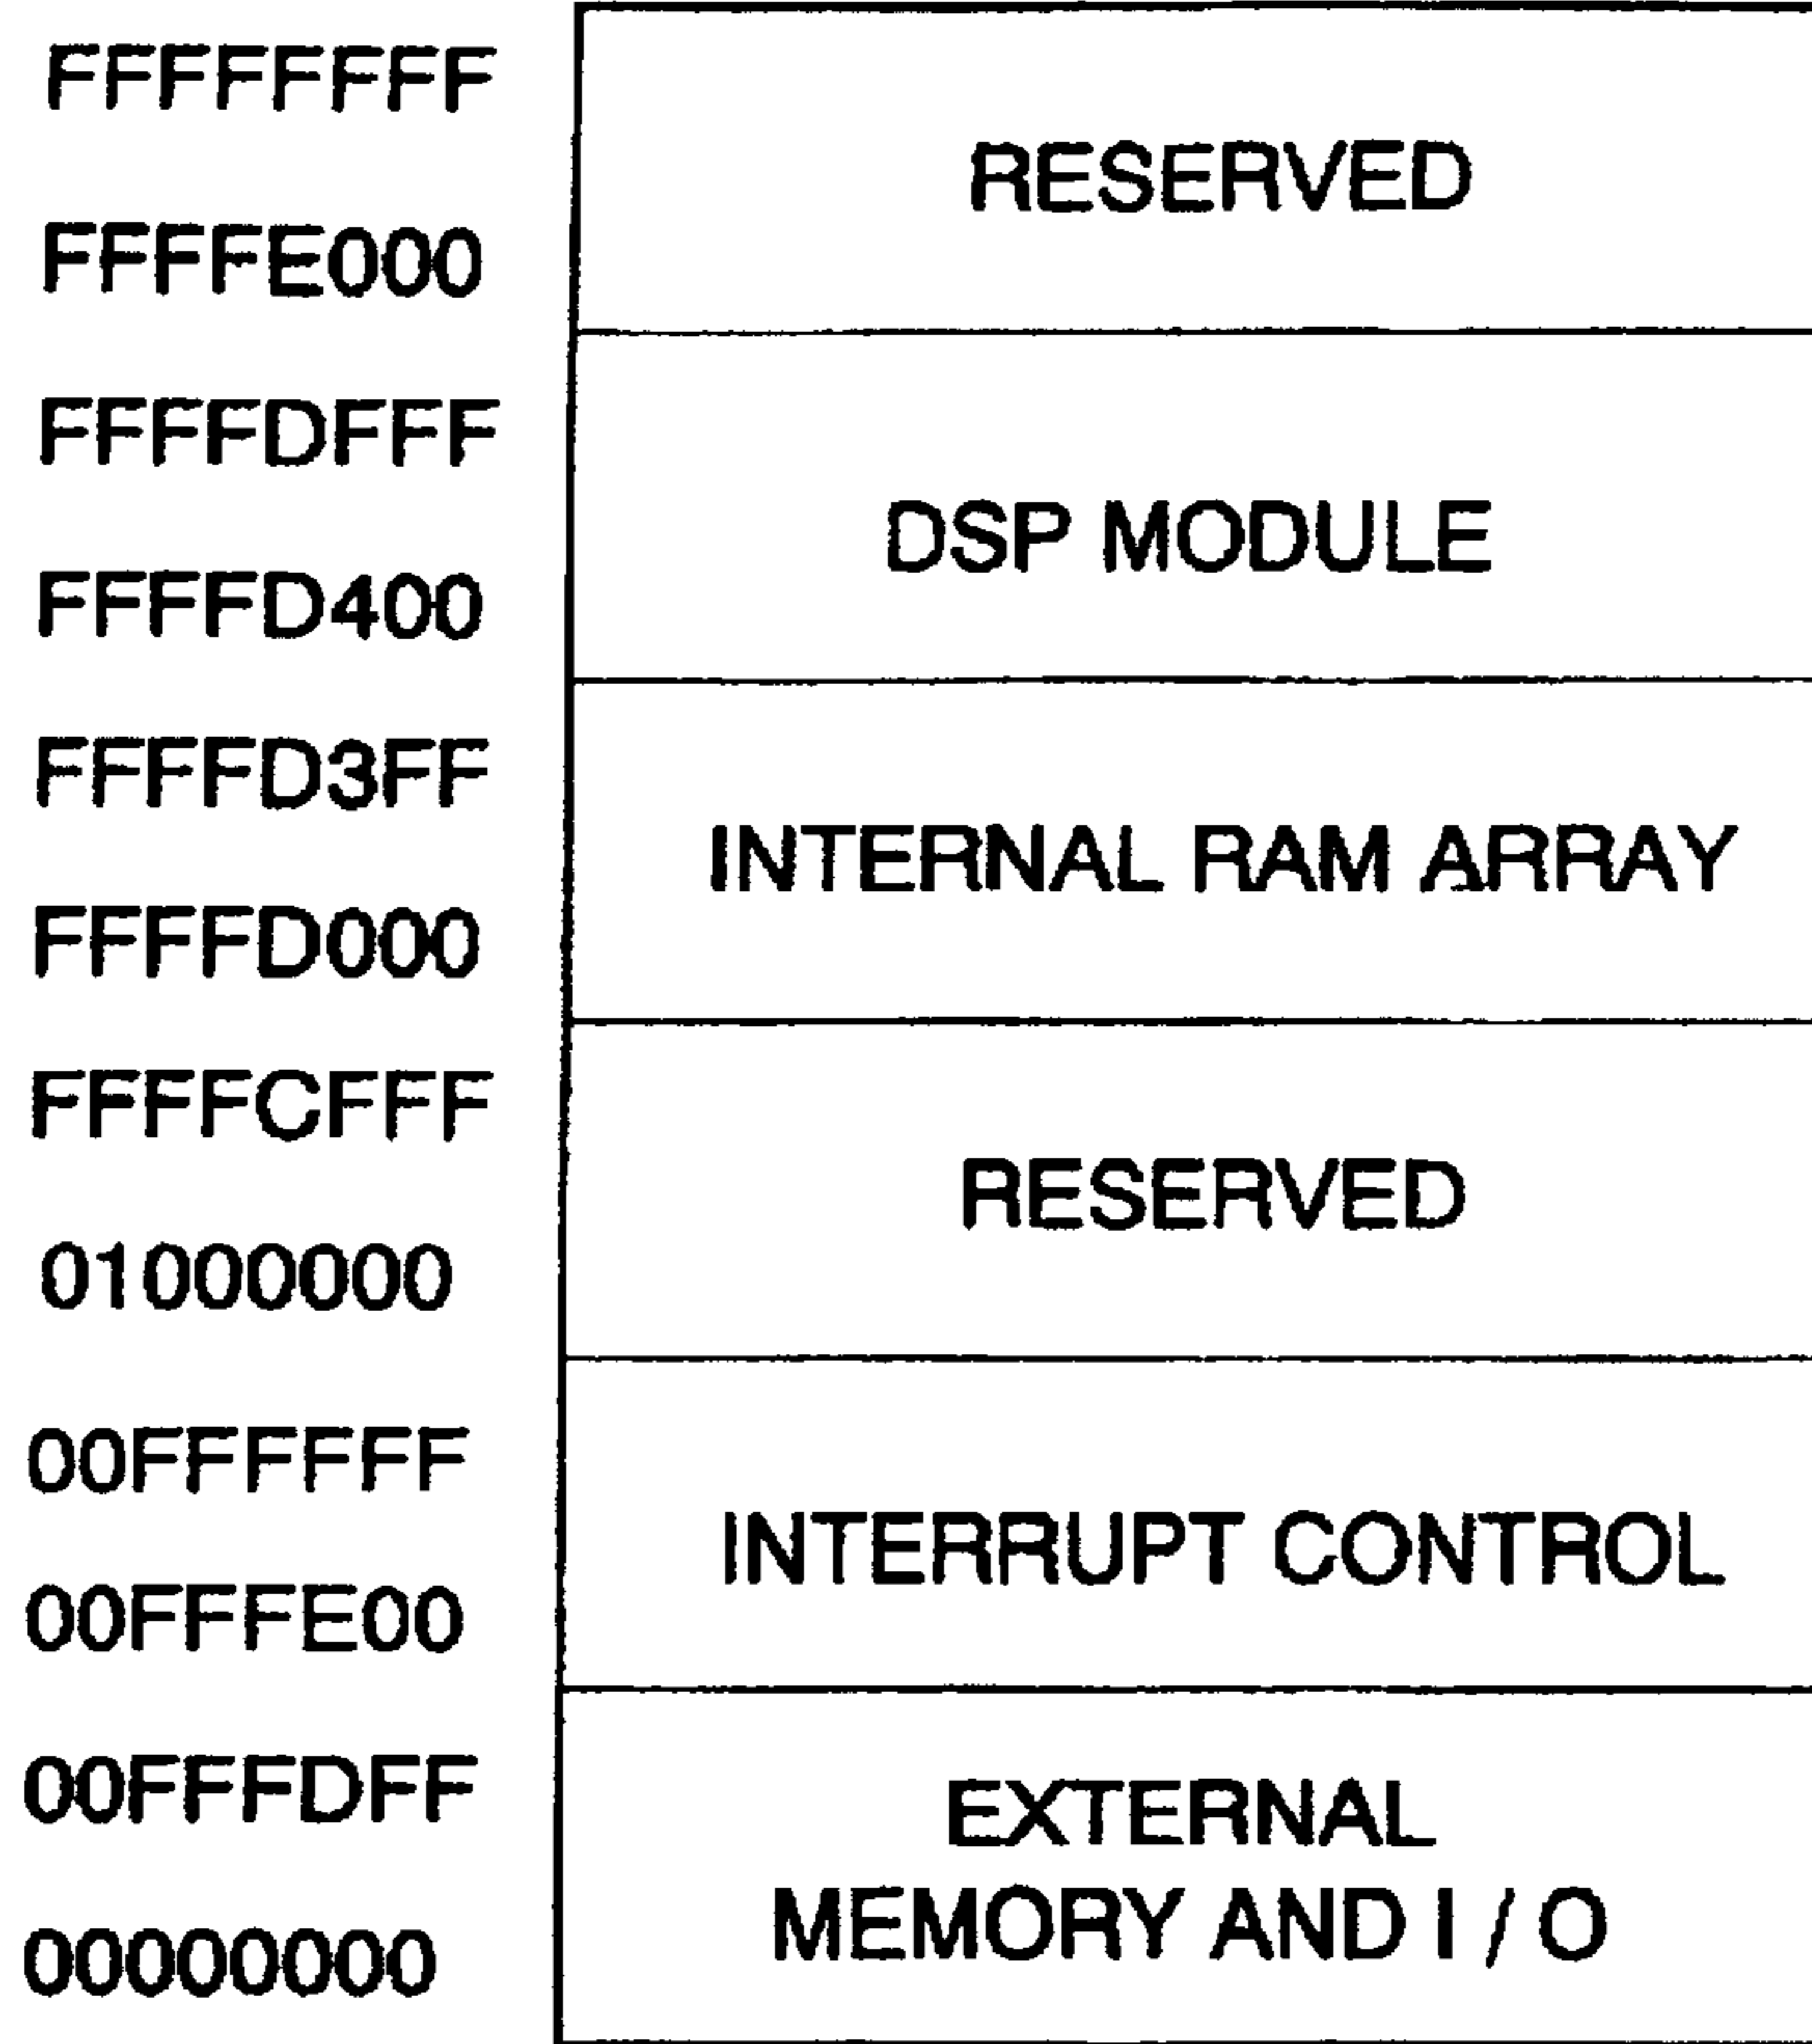 FFFFFFFF
RESERVED
FFFFE000
FFFFDFFF
DSP MODULE
FFFFD400
FFFFD3FF
INTERNAL RAM ARRAY
FFFFD000
FFFFCFFF
RESERVED
01000000
00FFFFFF
INTERRUPT CONTROL
00FFFE00
00FFFDFF
EXTERNAL
MEMORY AND I / O
00000000